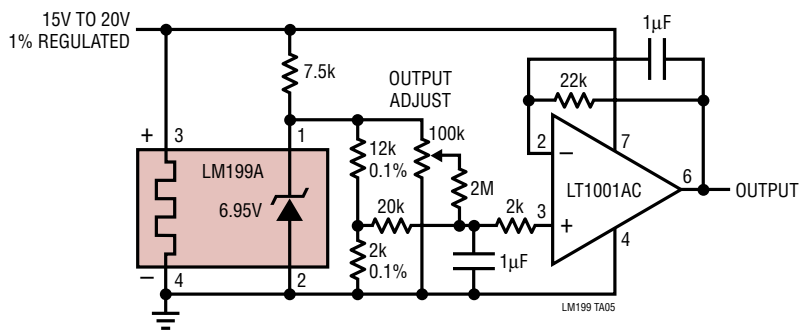 15V TO 20V
1% REGULATED
7.5k
OUTPUT
ADJUST
1µF
22k
+ 3
1
LM199A
6.95V
12k
0.1%
100k
2M
20k
2k
2k
0.1%
1µF
2
−
7
LT1001AC
6
OUTPUT
3
+
4
− 4
2
LM199 TA05